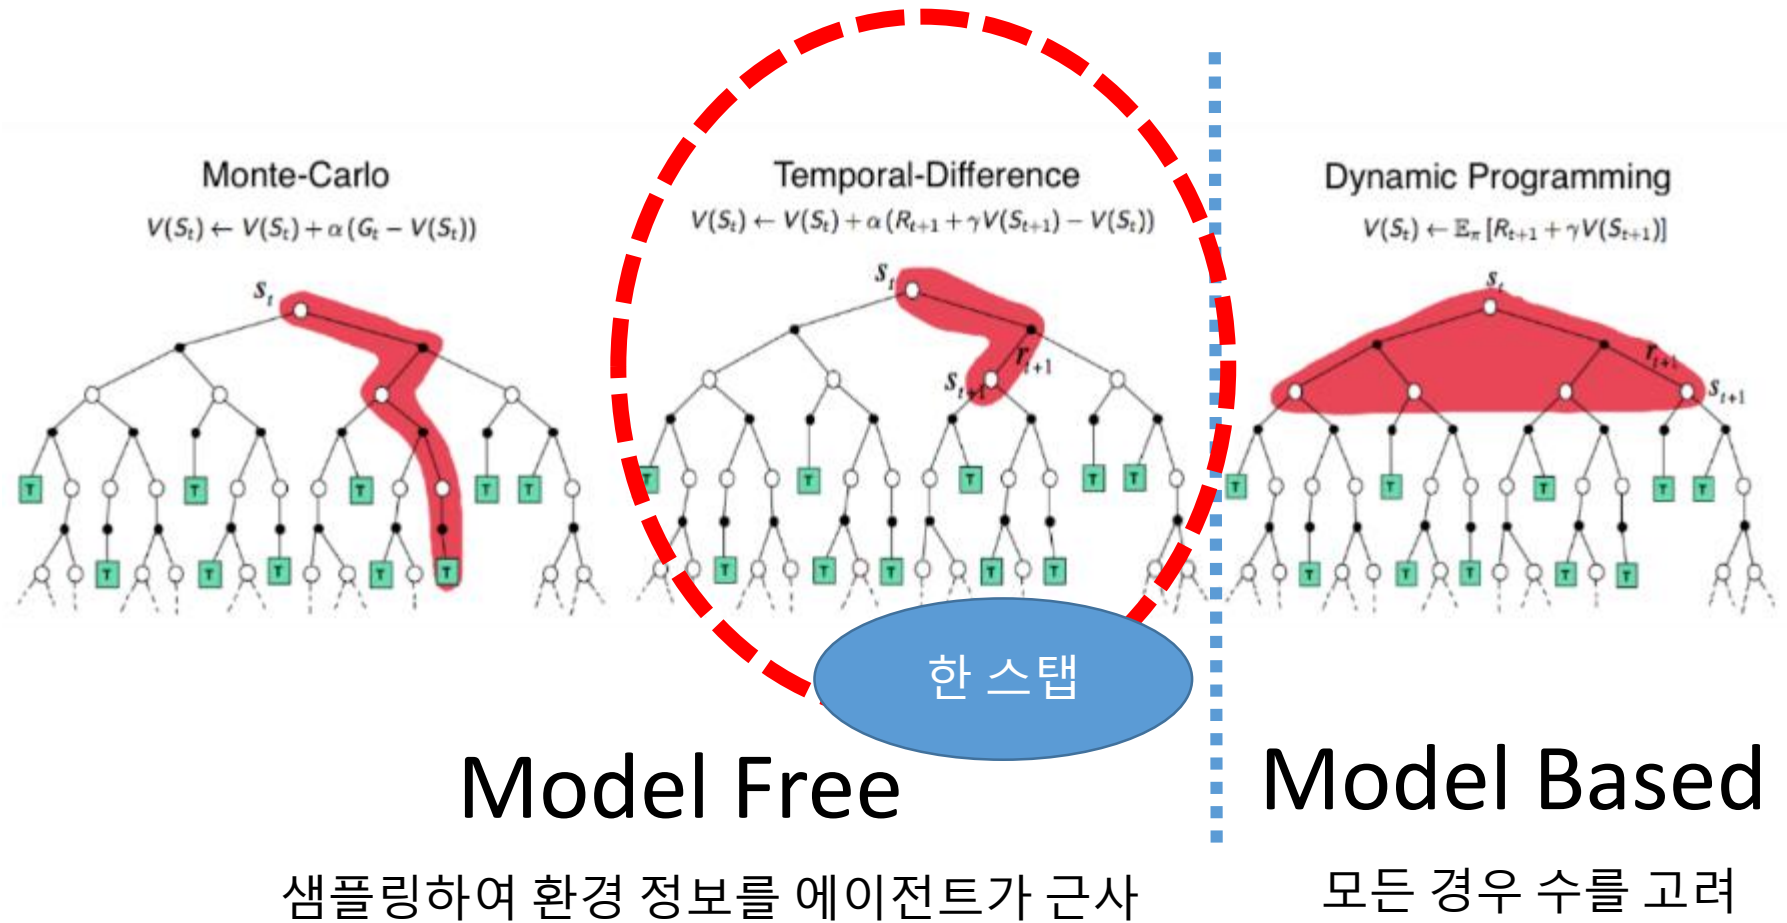 Monte-Carlo
V(S_t) ← V(S_t) + α (G_t − V(S_t))
Temporal-Difference
V(S_t) ← V(S_t) + α (R_{t+1} + γV(S_{t+1}) − V(S_t))
Dynamic Programming
V(S_t) ← 𝔼_π [R_{t+1} + γV(S_{t+1})]
s_t
T
T
T
T
T
T
T
T
T
T
s_t
r_{t+1}
s_{t+1}
T
T
T
T
T
T
T
T
T
T
s_t
r_{t+1}
s_{t+1}
T
T
T
T
T
T
T
T
T
T
한 스탭
Model Free
Model Based
샘플링하여 환경 정보를 에이전트가 근사
모든 경우 수를 고려